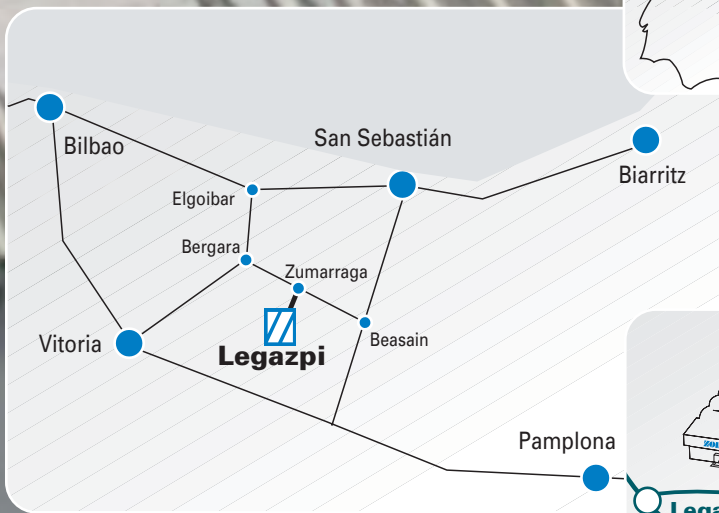 San Sebastián
Bilbao
Biarritz
Elgoibar
Bergara
Zumarraga
Vitoria
Legazpi
Beasain
Pamplona